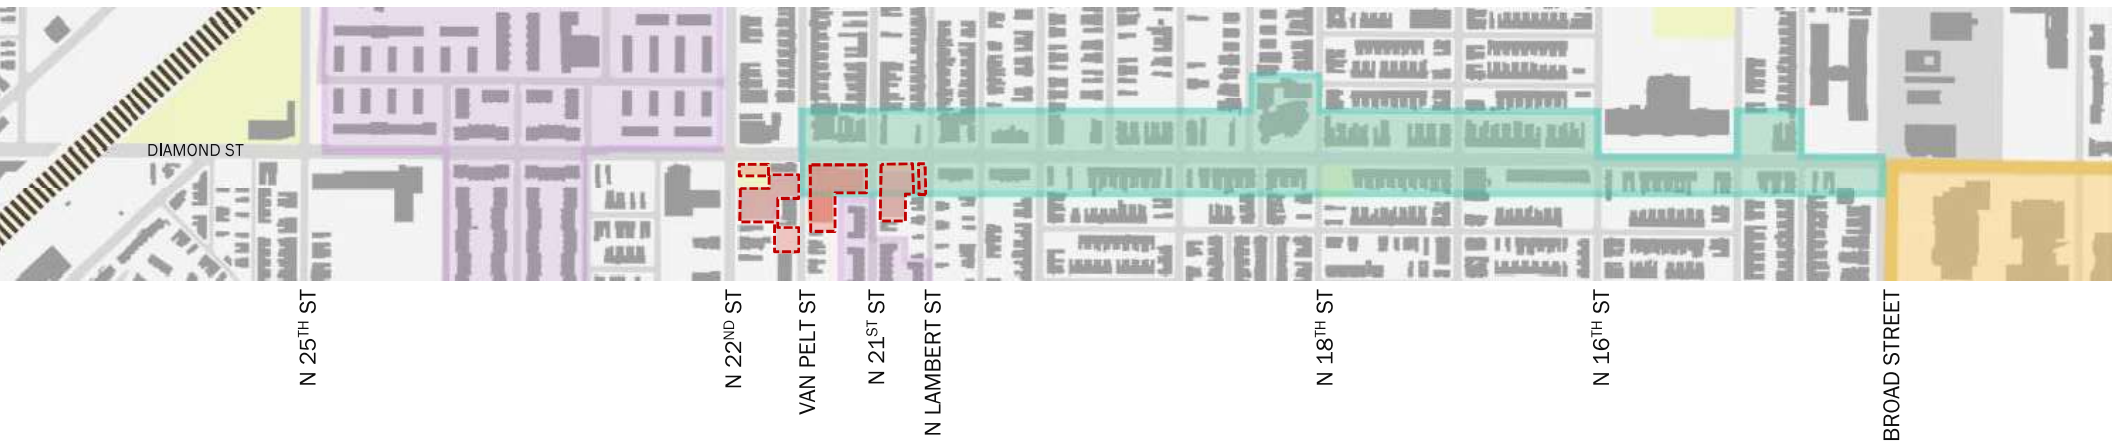 DIAMOND ST
N 25TH ST
N 22ND ST
VAN PELT ST
N 21ST ST
N LAMBERT ST
N 18TH ST
N 16TH ST
BROAD STREET